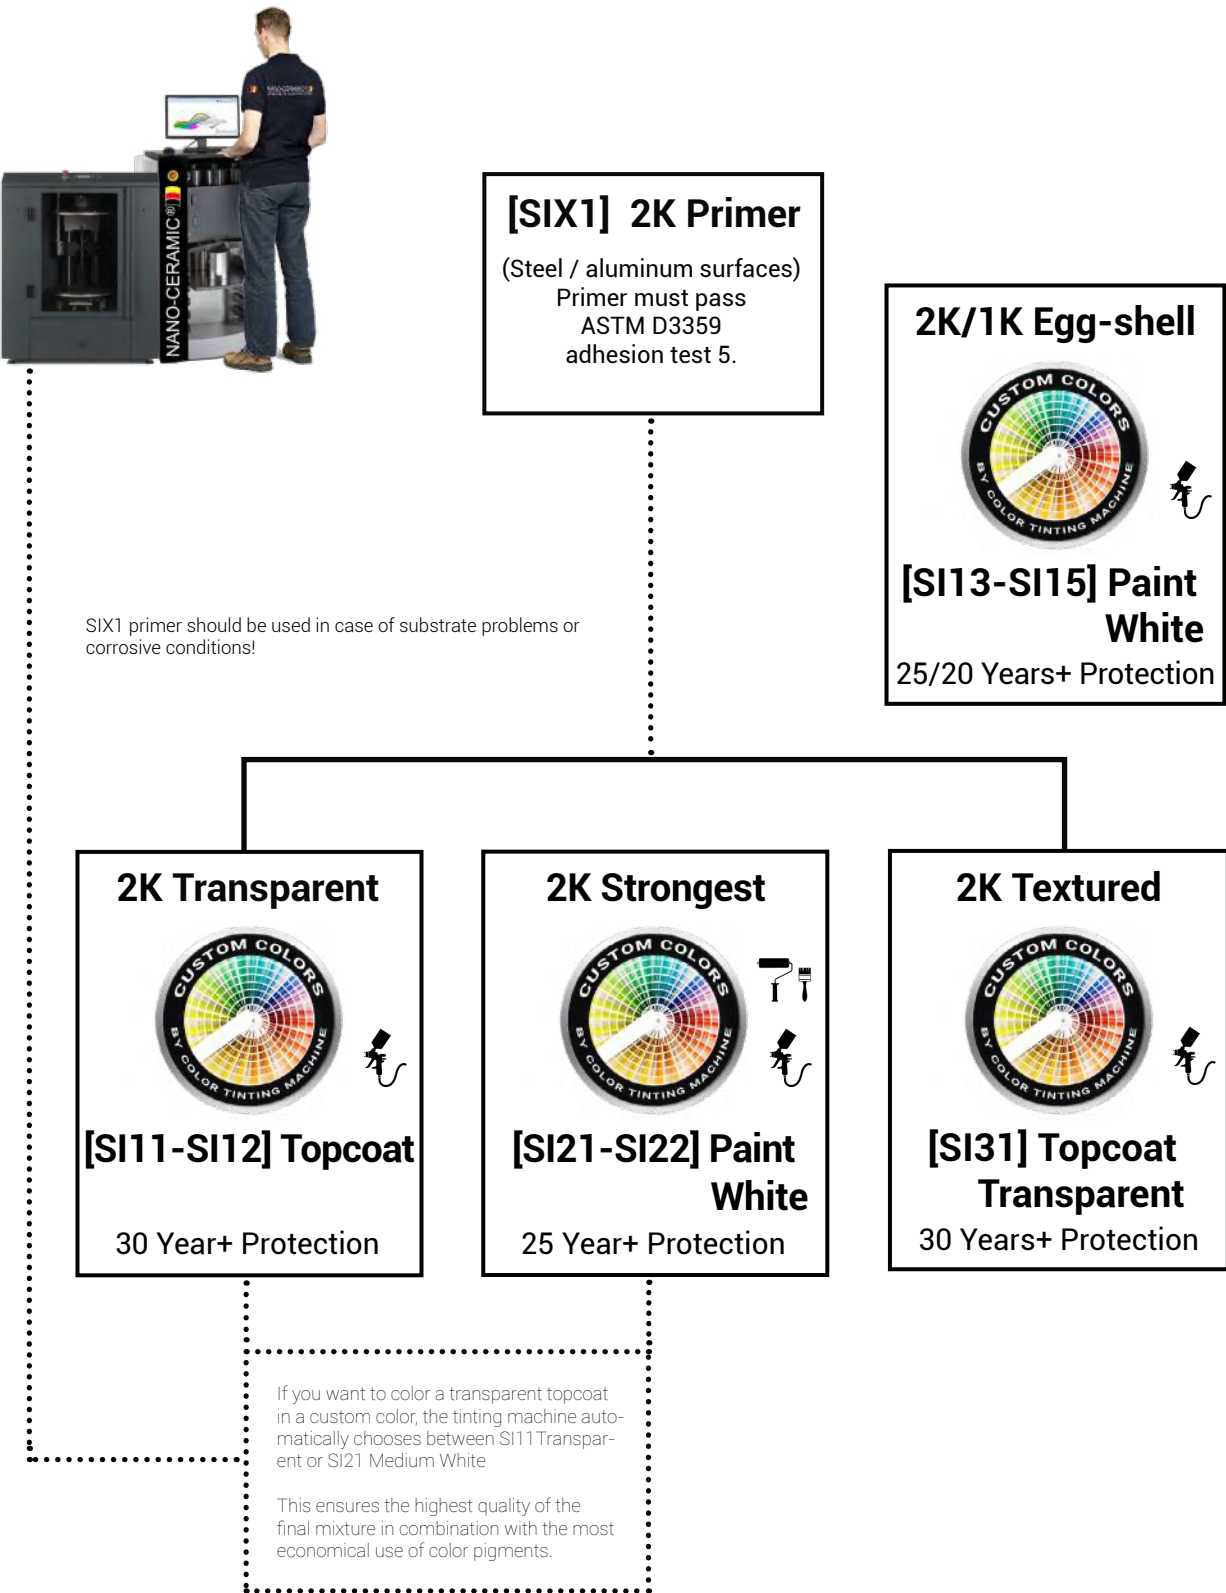 NANO-CERAMIC®
NANO-CERAMIC®
[SIX1] 2K Primer
(Steel / aluminum surfaces)
Primer must pass
ASTM D3359
adhesion test 5.
2K/1K Egg-shell
CUSTOM COLORS
BY COLOR TINTING MACHINE
[SI13-SI15] Paint
White
25/20 Years+ Protection
SIX1 primer should be used in case of substrate problems or
corrosive conditions!
2K Transparent
CUSTOM COLORS
BY COLOR TINTING MACHINE
[SI11-SI12] Topcoat
30 Year+ Protection
2K Strongest
CUSTOM COLORS
BY COLOR TINTING MACHINE
[SI21-SI22] Paint
White
25 Year+ Protection
2K Textured
CUSTOM COLORS
BY COLOR TINTING MACHINE
[SI31] Topcoat
Transparent
30 Years+ Protection
If you want to color a transparent topcoat
in a custom color, the tinting machine auto-
matically chooses between SI11Transpar-
ent or SI21 Medium White
This ensures the highest quality of the
final mixture in combination with the most
economical use of color pigments.